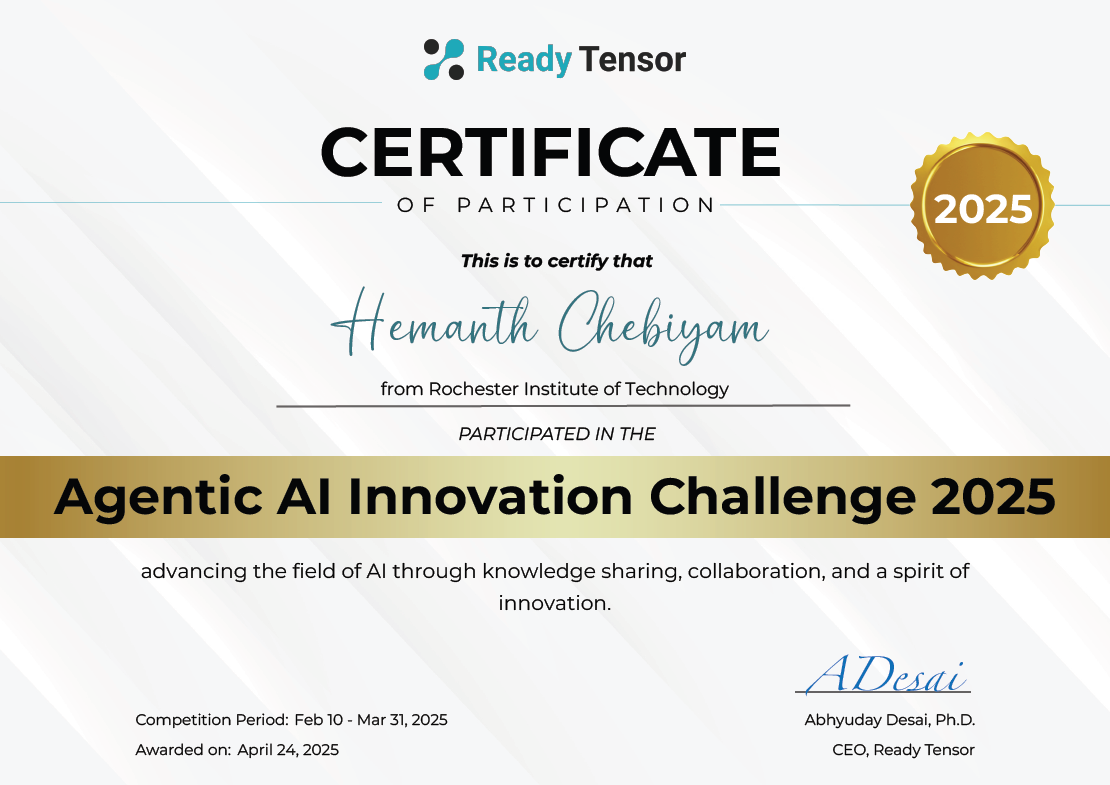 Ready Tensor
CERTIFICATE
OF PARTICIPATION
2025
This is to certify that
Hemanth Chebiyam
from Rochester Institute of Technology
PARTICIPATED IN THE
Agentic AI Innovation Challenge 2025
advancing the field of AI through knowledge sharing, collaboration, and a spirit of
innovation.
ADesai
Competition Period: Feb 10 - Mar 31, 2025
Abhyuday Desai, Ph.D.
Awarded on: April 24, 2025
CEO, Ready Tensor